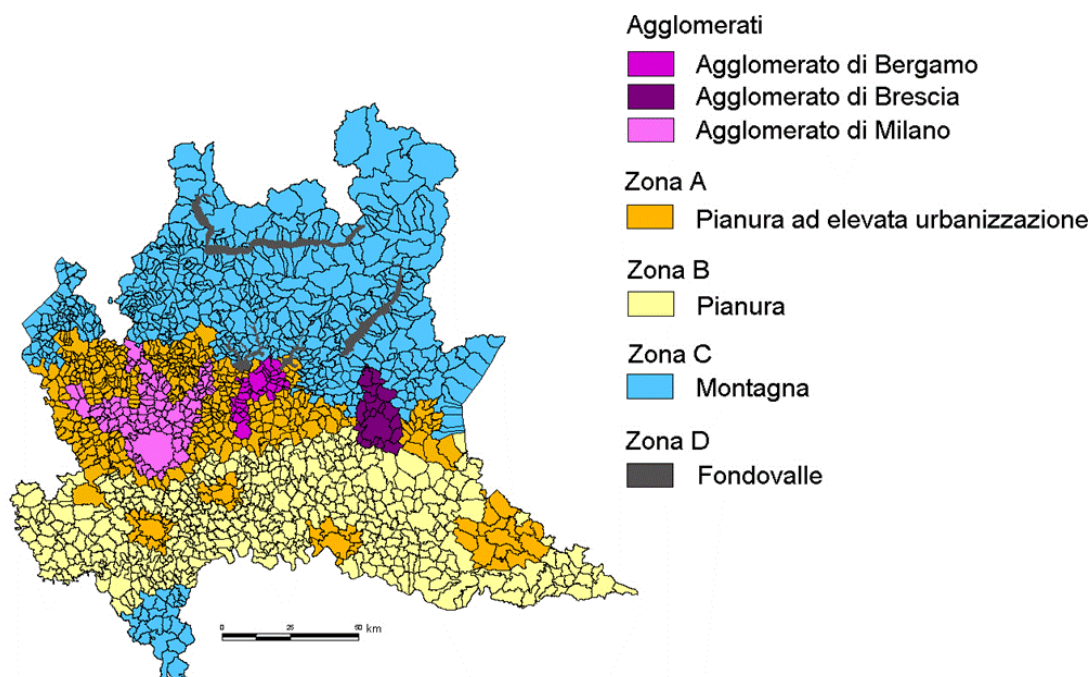 Agglomerati
Agglomerato di Bergamo
Agglomerato di Brescia
Agglomerato di Milano
Zona A
Pianura ad elevata urbanizzazione
Zona B
Pianura
Zona C
Montagna
Zona D
Fondovalle
0 25 50 km